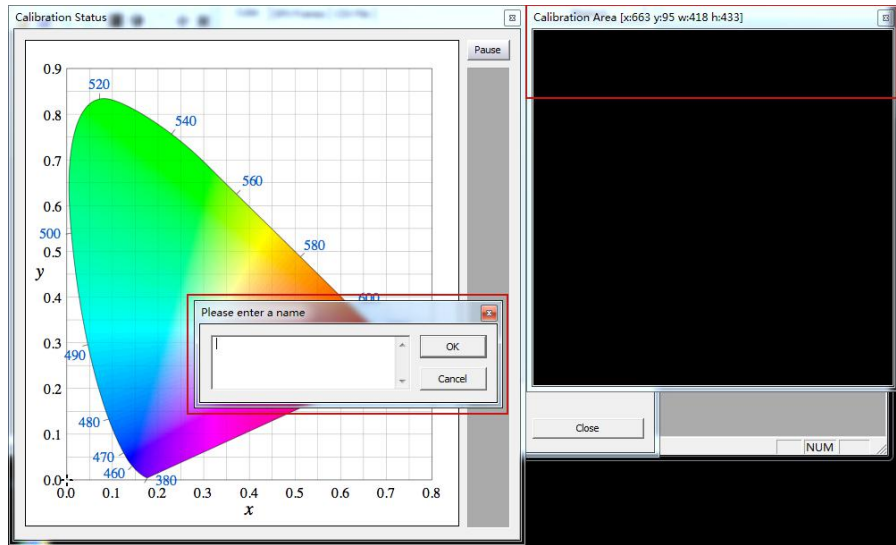 Calibration Status
Pause
0.9
520
0.8
540
0.7
560
0.6
500
580
0.5
y
0.4
600
Please enter a name
0.3
490
OK
Cancel
0.2
480
0.1
470
460
0.0
380
0.0 0.1 0.2 0.3 0.4 0.5 0.6 0.7 0.8
x
Calibration Area [x:663 y:95 w:418 h:433]
Close
NUM